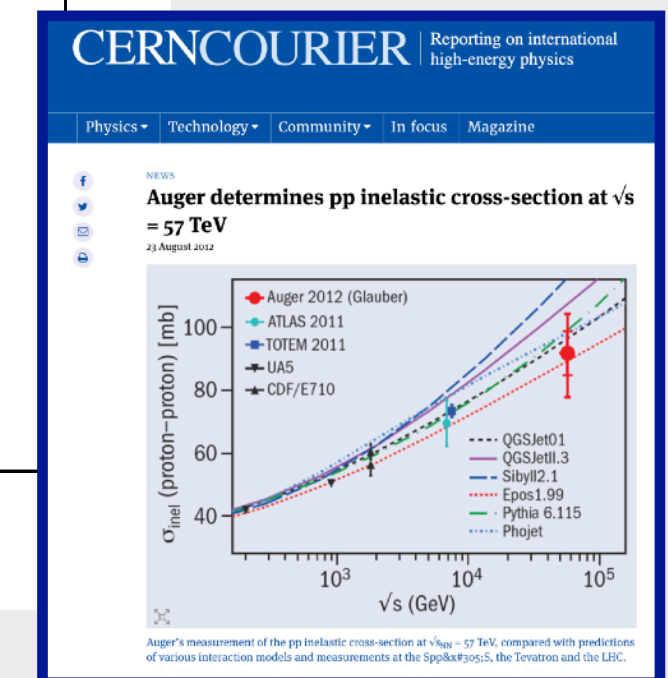 CERNCOURIER
Reporting on international
high-energy physics
Physics
Technology
Community
In focus
Magazine
NEWS
Auger determines pp inelastic cross-section at √s
= 57 TeV
23 August 2012
σinel (proton–proton) [mb]
100
80
60
40
Auger 2012 (Glauber)
ATLAS 2011
TOTEM 2011
UA5
CDF/E710
QGSJet01
QGSJetII.3
Sibyll2.1
Epos1.99
Pythia 6.115
Phojet
10³ 10⁴ 10⁵
√s (GeV)
Auger's measurement of the pp inelastic cross-section at √sNN = 57 TeV, compared with predictions
of various interaction models and measurements at the Spp&x#305;S, the Tevatron and the LHC.